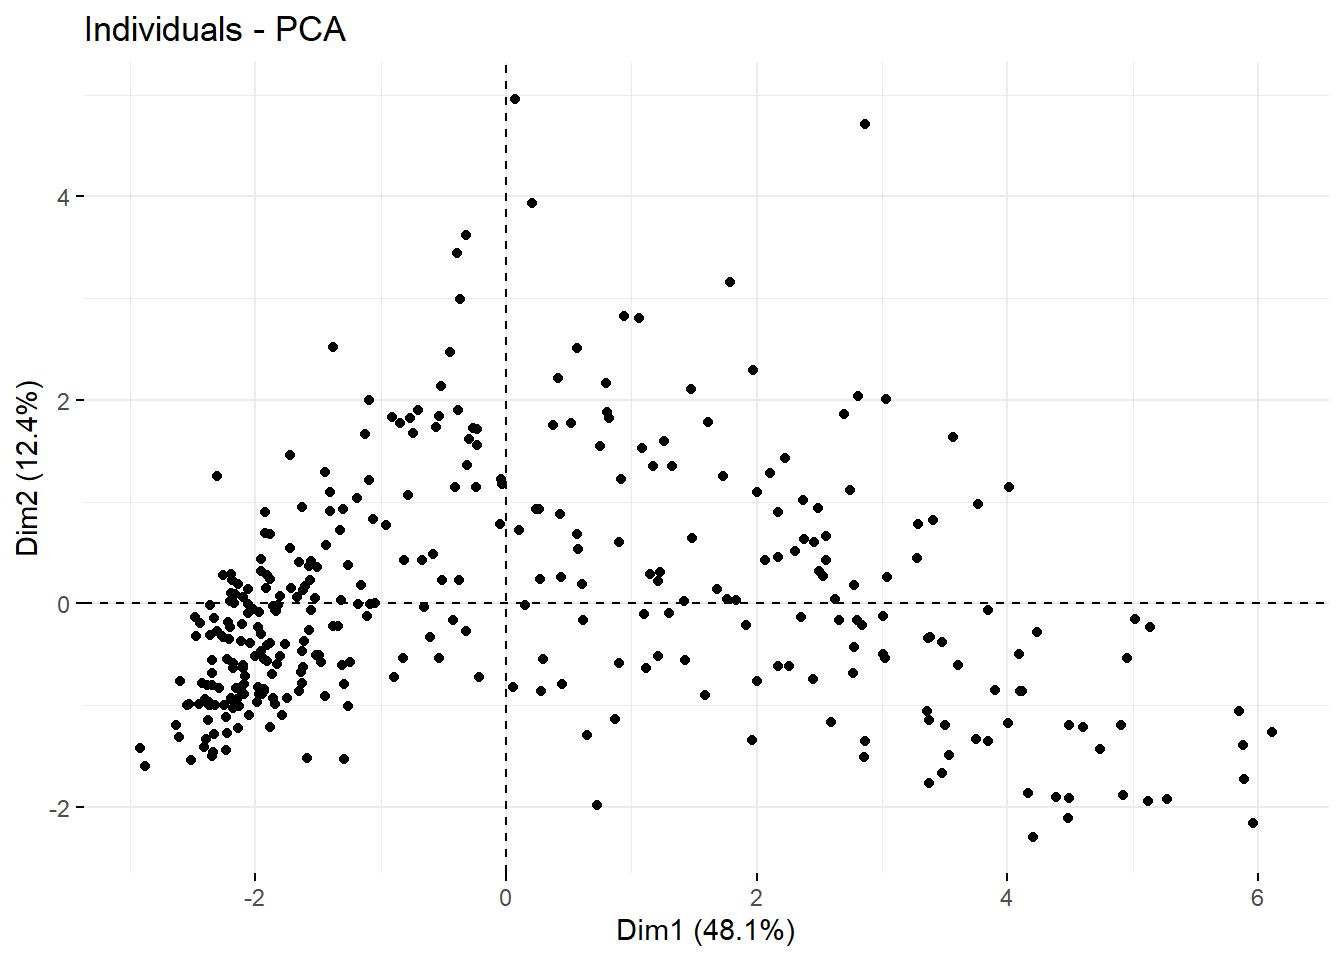 Individuals - PCA
4
2
0
-2
Dim2 (12.4%)
-2 0 2 4 6
Dim1 (48.1%)